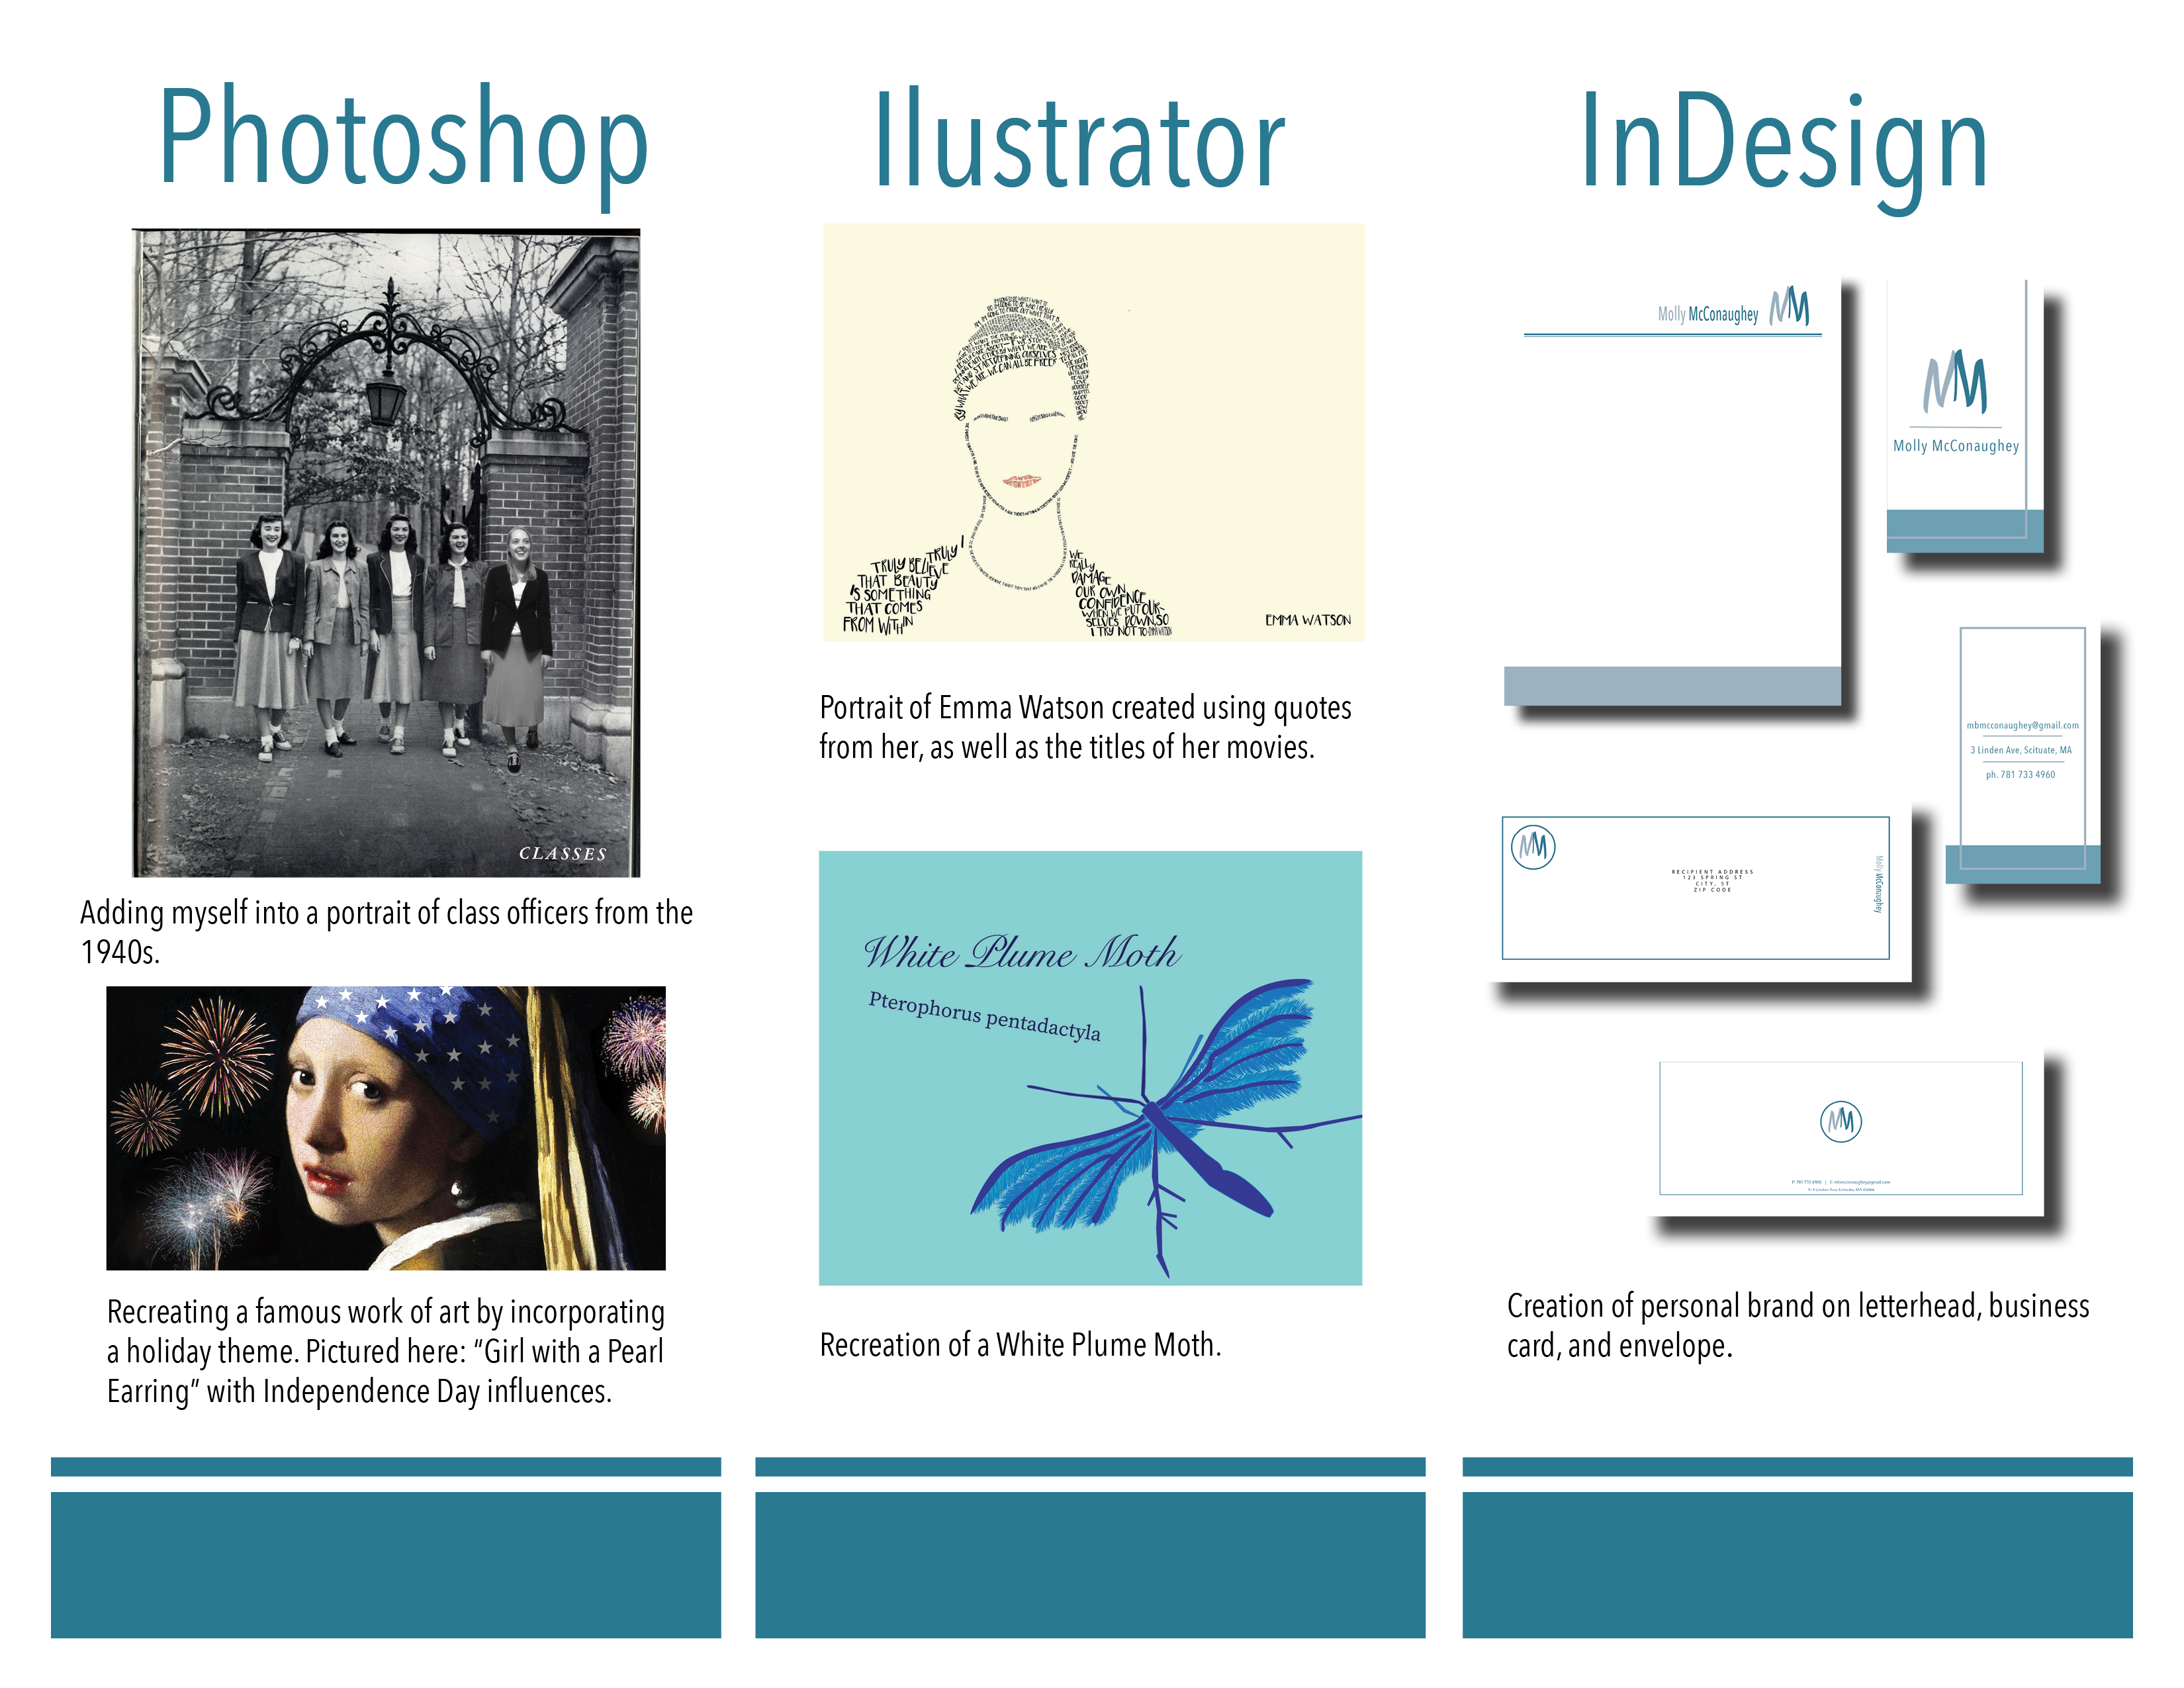 Photoshop
CLASSES
Adding myself into a portrait of class officers from the
1940s.
Recreating a famous work of art by incorporating
a holiday theme. Pictured here: “Girl with a Pearl
Earring” with Independence Day influences.
Ilustrator
TRULY I
TRULY BELIEVE
THAT BEAUTY
IS SOMETHING
THAT COMES
FROM WITHIN
WE
REALLY
DAMAGE
OUR OWN
CONFIDENCE
WHEN WE PUT OUR-
SELVES DOWN, SO
I TRY NOT TO
EMMA WATSON
Portrait of Emma Watson created using quotes
from her, as well as the titles of her movies.
White Plume Moth
Pterophorus pentadactyla
Recreation of a White Plume Moth.
InDesign
Molly McConaughey MM
MM
Molly McConaughey
mbmcconaughey@gmail.com
3 Linden Ave, Scituate, MA
ph. 781 733 4960
MM
RECIPIENT ADDRESS
123 SPRING ST
CITY, ST
ZIP CODE
Molly McConaughey
MM
Creation of personal brand on letterhead, business
card, and envelope.